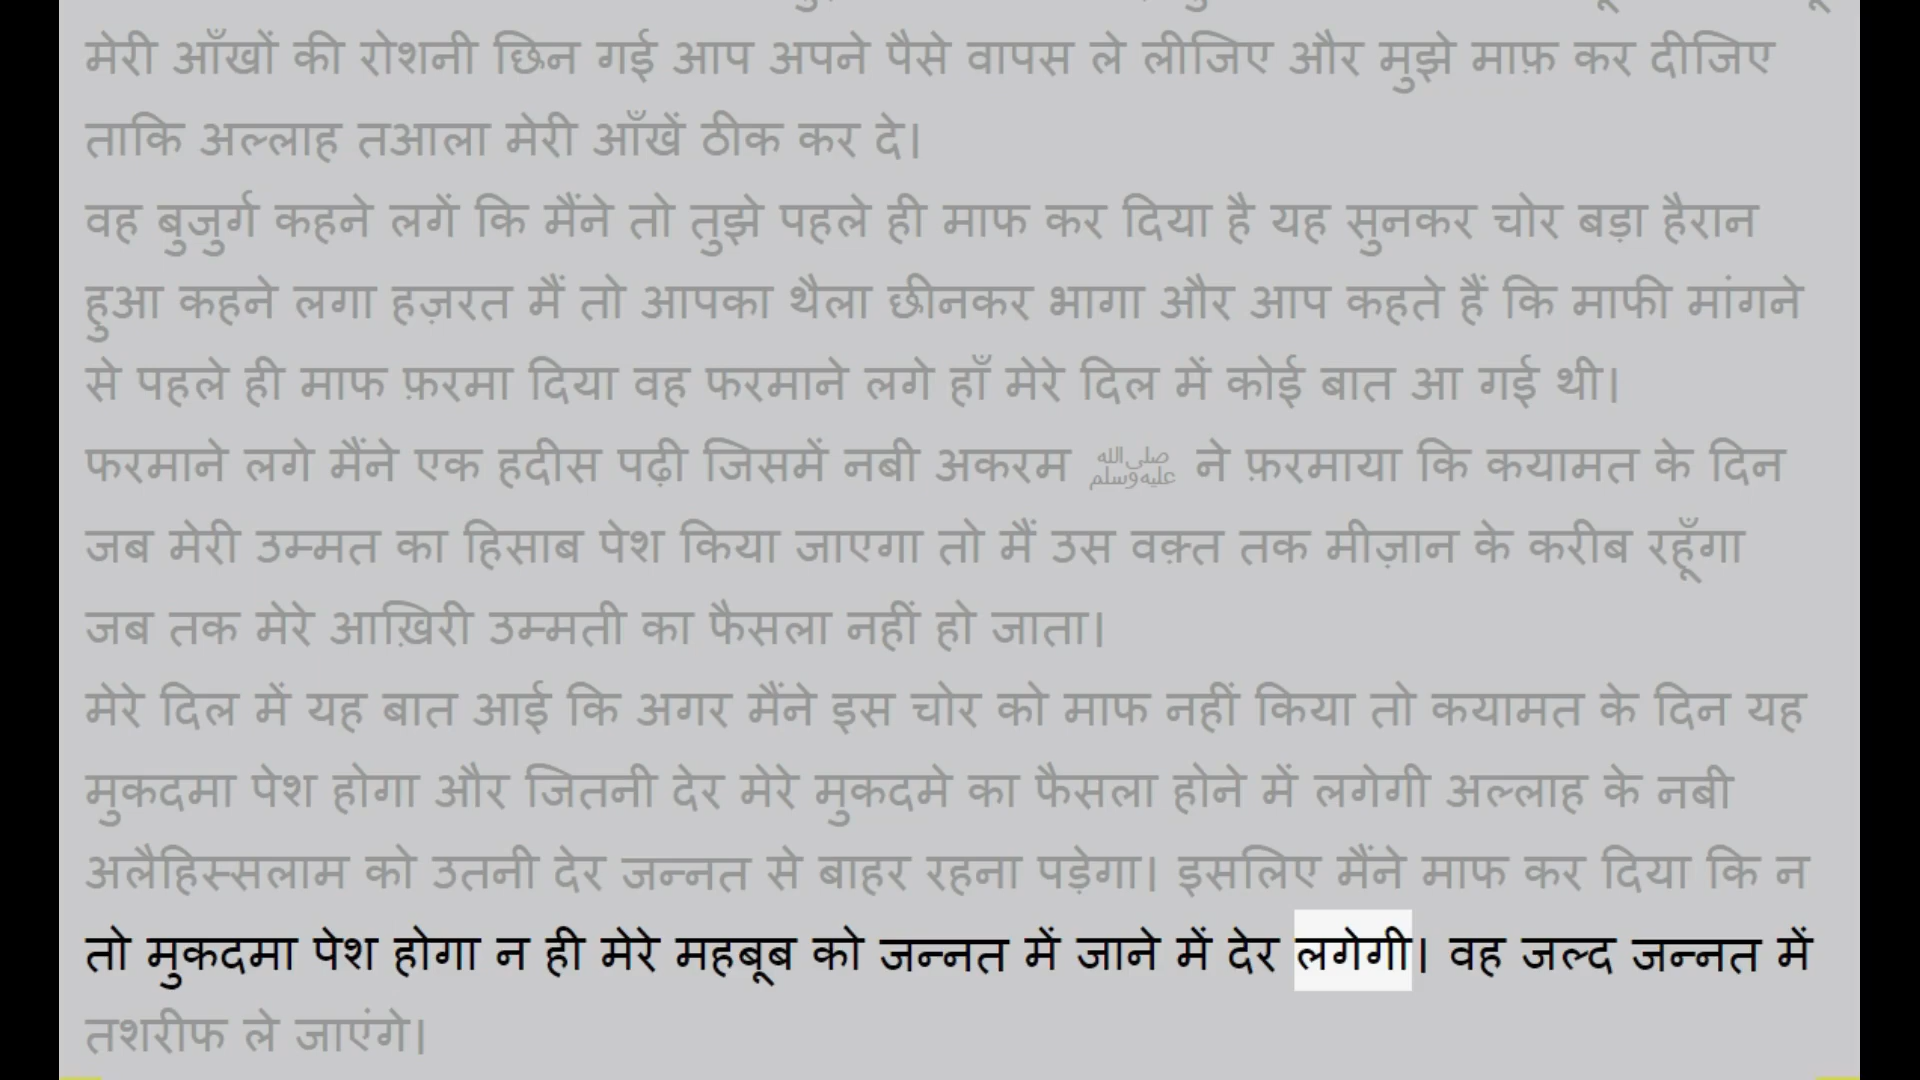 मेरी आँखों की रोशनी छिन गई आप अपने पैसे वापस ले लीजिए और मुझे माफ़ कर दीजिए
ताकि अल्लाह तआला मेरी आँखें ठीक कर दे।
वह बुजुर्ग कहने लगें कि मैंने तो तुझे पहले ही माफ कर दिया है यह सुनकर चोर बड़ा हैरान
हुआ कहने लगा हज़रत मैं तो आपका थैला छीनकर भागा और आप कहते हैं कि माफी मांगने
से पहले ही माफ फ़रमा दिया वह फरमाने लगे हाँ मेरे दिल में कोई बात आ गई थी।
फरमाने लगे मैंने एक हदीस पढ़ी जिसमें नबी अकरम ﷺ ने फ़रमाया कि कयामत के दिन
जब मेरी उम्मत का हिसाब पेश किया जाएगा तो मैं उस वक़्त तक मीज़ान के करीब रहूँगा
जब तक मेरे आख़िरी उम्मती का फैसला नहीं हो जाता।
मेरे दिल में यह बात आई कि अगर मैंने इस चोर को माफ नहीं किया तो कयामत के दिन यह
मुकदमा पेश होगा और जितनी देर मेरे मुकदमे का फैसला होने में लगेगी अल्लाह के नबी
अलैहिस्सलाम को उतनी देर जन्नत से बाहर रहना पड़ेगा। इसलिए मैंने माफ कर दिया कि न
तो मुकदमा पेश होगा न ही मेरे महबूब को जन्नत में जाने में देर लगेगी। वह जल्द जन्नत में
तशरीफ ले जाएंगे।